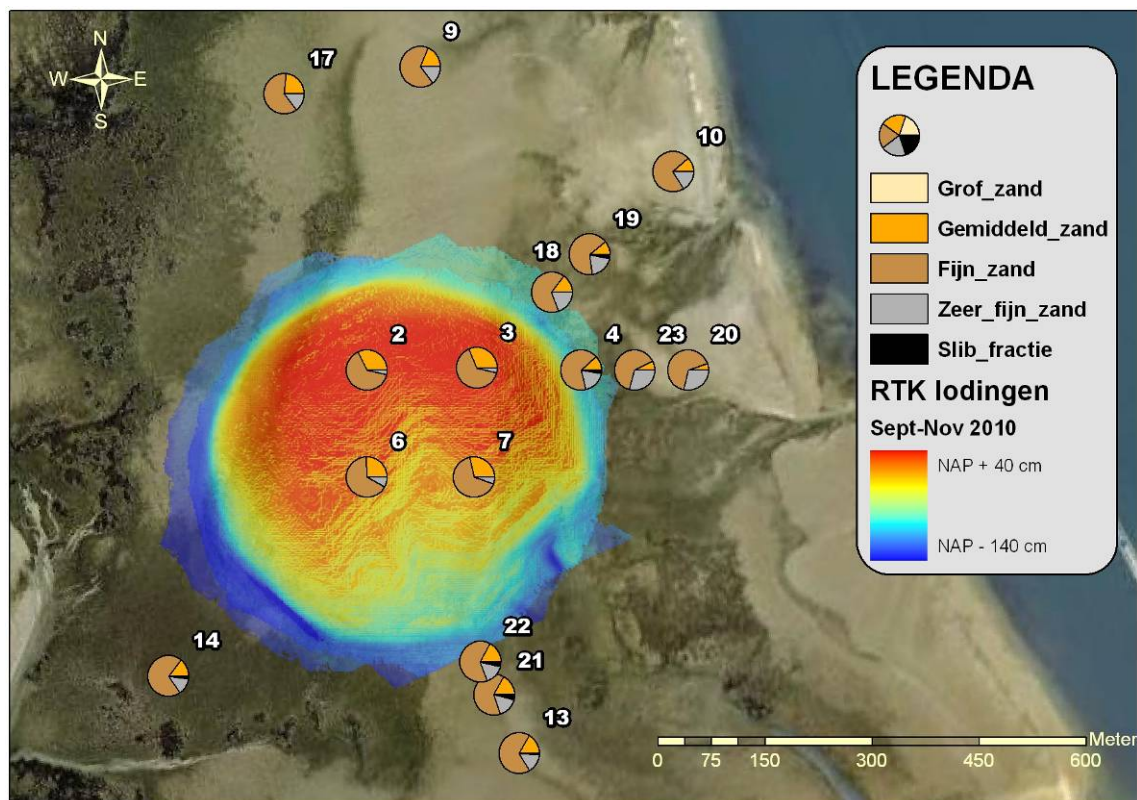 N
W E
S
17
9
10
19
18
2
3
4
23
20
6
7
14
22
21
13
LEGENDA
Grof_zand
Gemiddeld_zand
Fijn_zand
Zeer_fijn_zand
Slib_fractie
RTK lodingen
Sept-Nov 2010
NAP + 40 cm
NAP - 140 cm
Meter
0 75 150 300 450 600